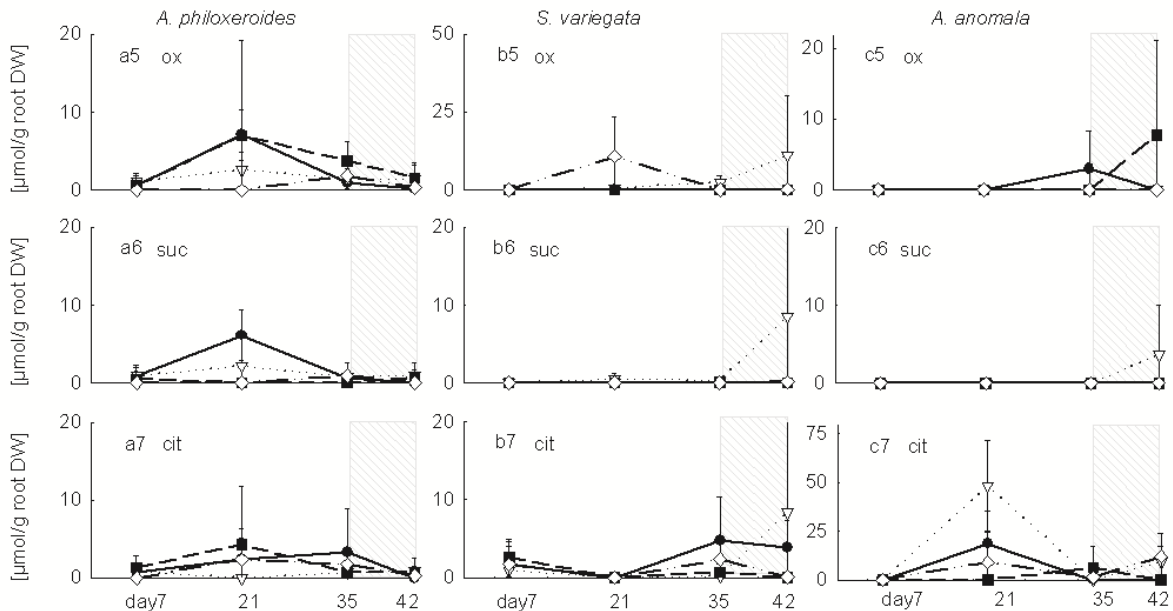 A. philoxeroides S. variegata A. anomala
[µmol/g root DW]
20
10
0
a5 ox
50
25
0
b5 ox
20
10
0
c5 ox
[µmol/g root DW]
20
10
0
a6 suc
20
10
0
b6 suc
20
10
0
c6 suc
[µmol/g root DW]
20
10
0
a7 cit
20
10
0
b7 cit
75
50
25
0
c7 cit
day7 21 35 42 day7 21 35 42 day7 21 35 42